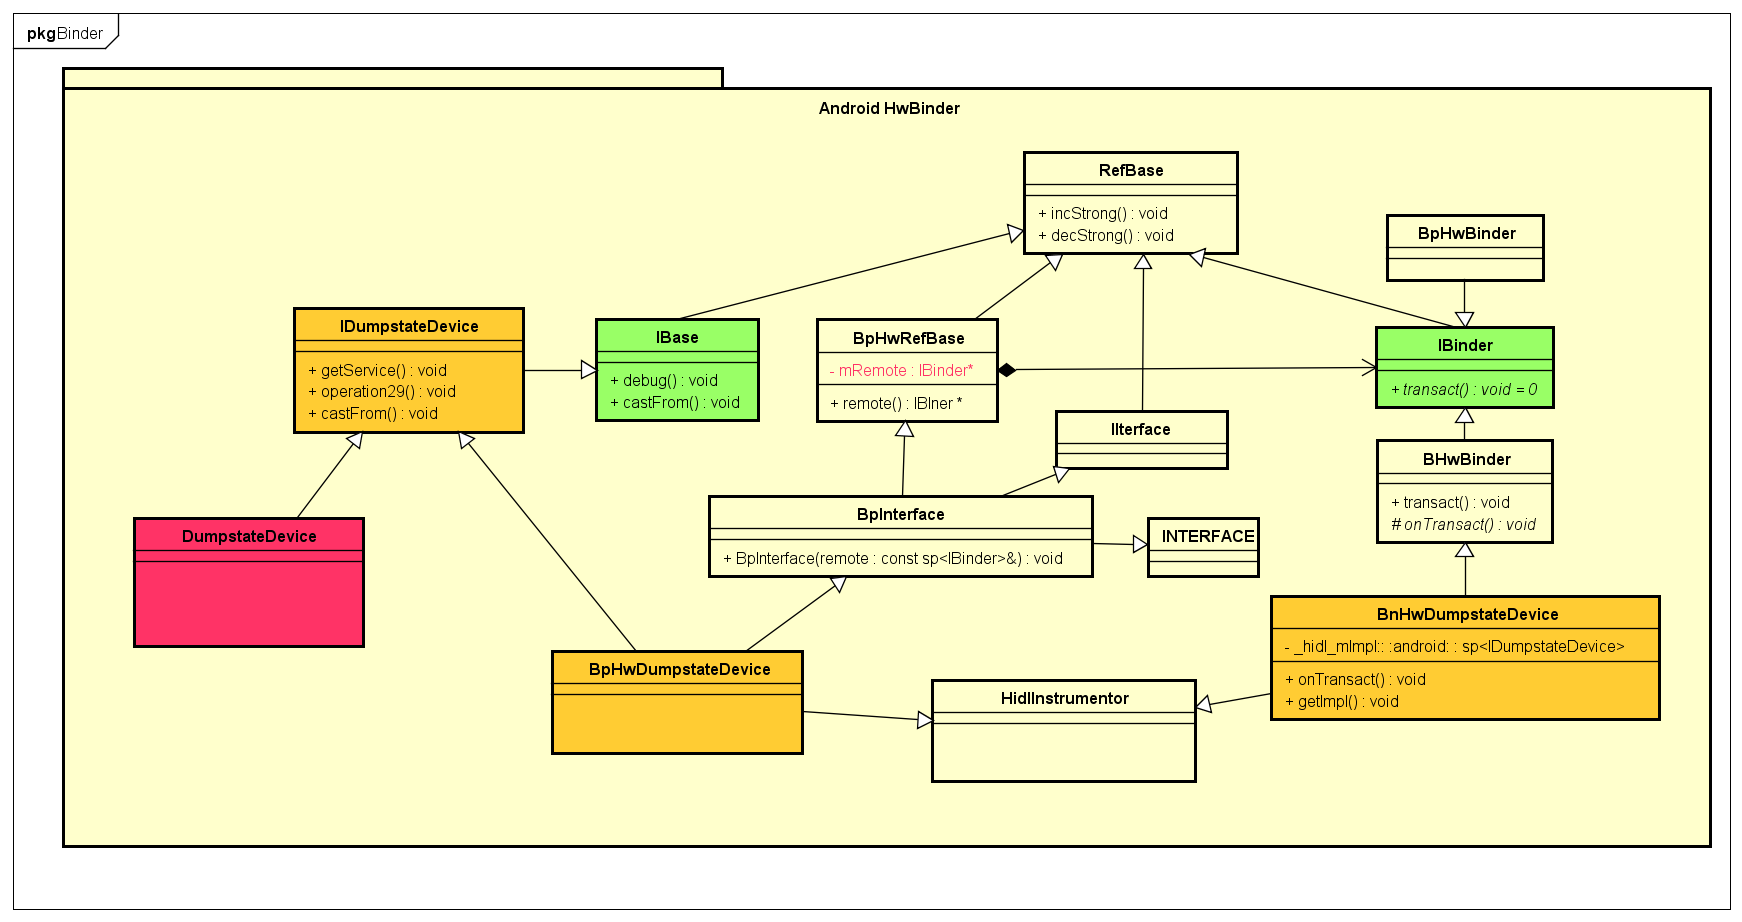 pkgBinder
Android HwBinder
RefBase
+ incStrong() : void
+ decStrong() : void
BpHwBinder
IDumpstateDevice
+ getService() : void
+ operation29() : void
+ castFrom() : void
IBase
+ debug() : void
+ castFrom() : void
BpHwRefBase
- mRemote : IBinder*
+ remote() : IBIner *
IBinder
+ transact() : void = 0
IIterface
BHwBinder
+ transact() : void
# onTransact() : void
DumpstateDevice
BpInterface
+ BpInterface(remote : const sp<IBinder>&) : void
INTERFACE
BpHwDumpstateDevice
HidlInstrumentor
BnHwDumpstateDevice
- _hidl_mImpl:: :android: : sp<IDumpstateDevice>
+ onTransact() : void
+ getImpl() : void